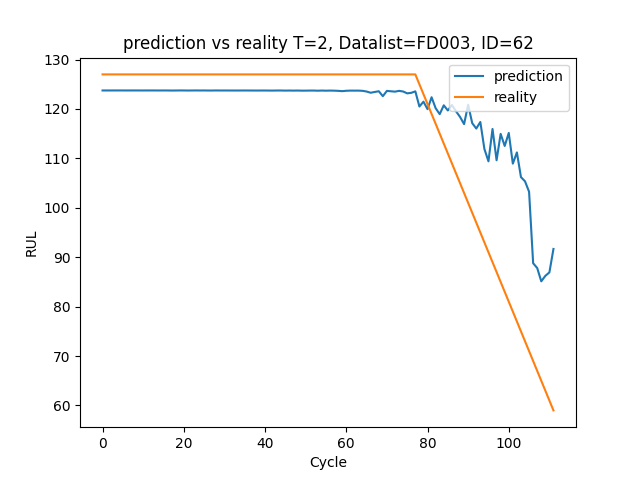 prediction vs reality T=2, Datalist=FD003, ID=62
prediction
reality
130
120
110
100
90
80
70
60
RUL
0 20 40 60 80 100
Cycle